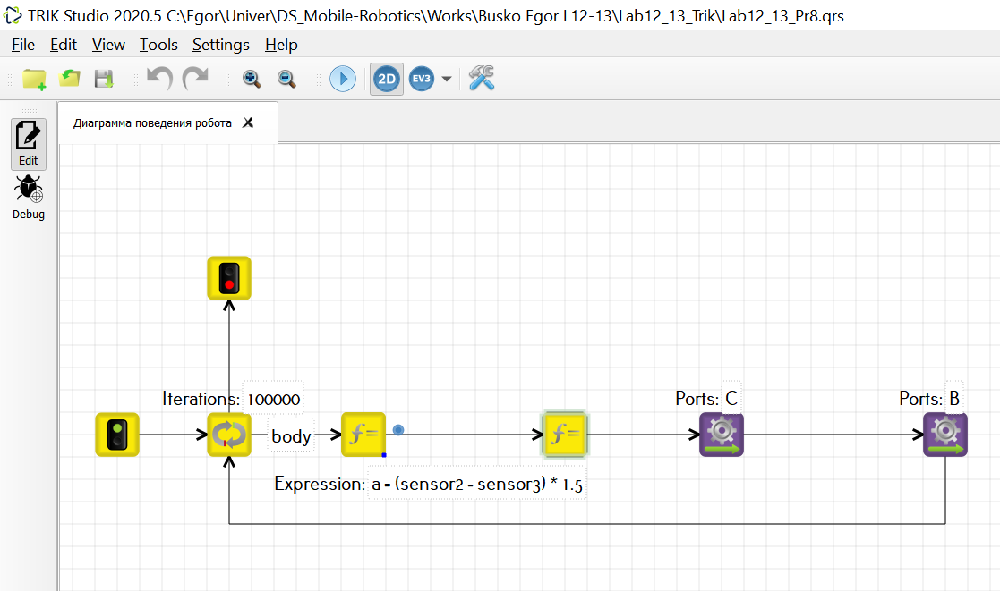 TRIK Studio 2020.5 C:\Egor\Univer\DS_Mobile-Robotics\Works\Busko Egor L12-13\Lab12_13_Trik\Lab12_13_Pr8.qrs
File Edit View Tools Settings Help
2D EV3
Диаграмма поведения робота
Edit
Debug
Iterations: 100000
Ports: C
Ports: B
body
f= f=
Expression: a = (sensor2 - sensor3) * 1.5